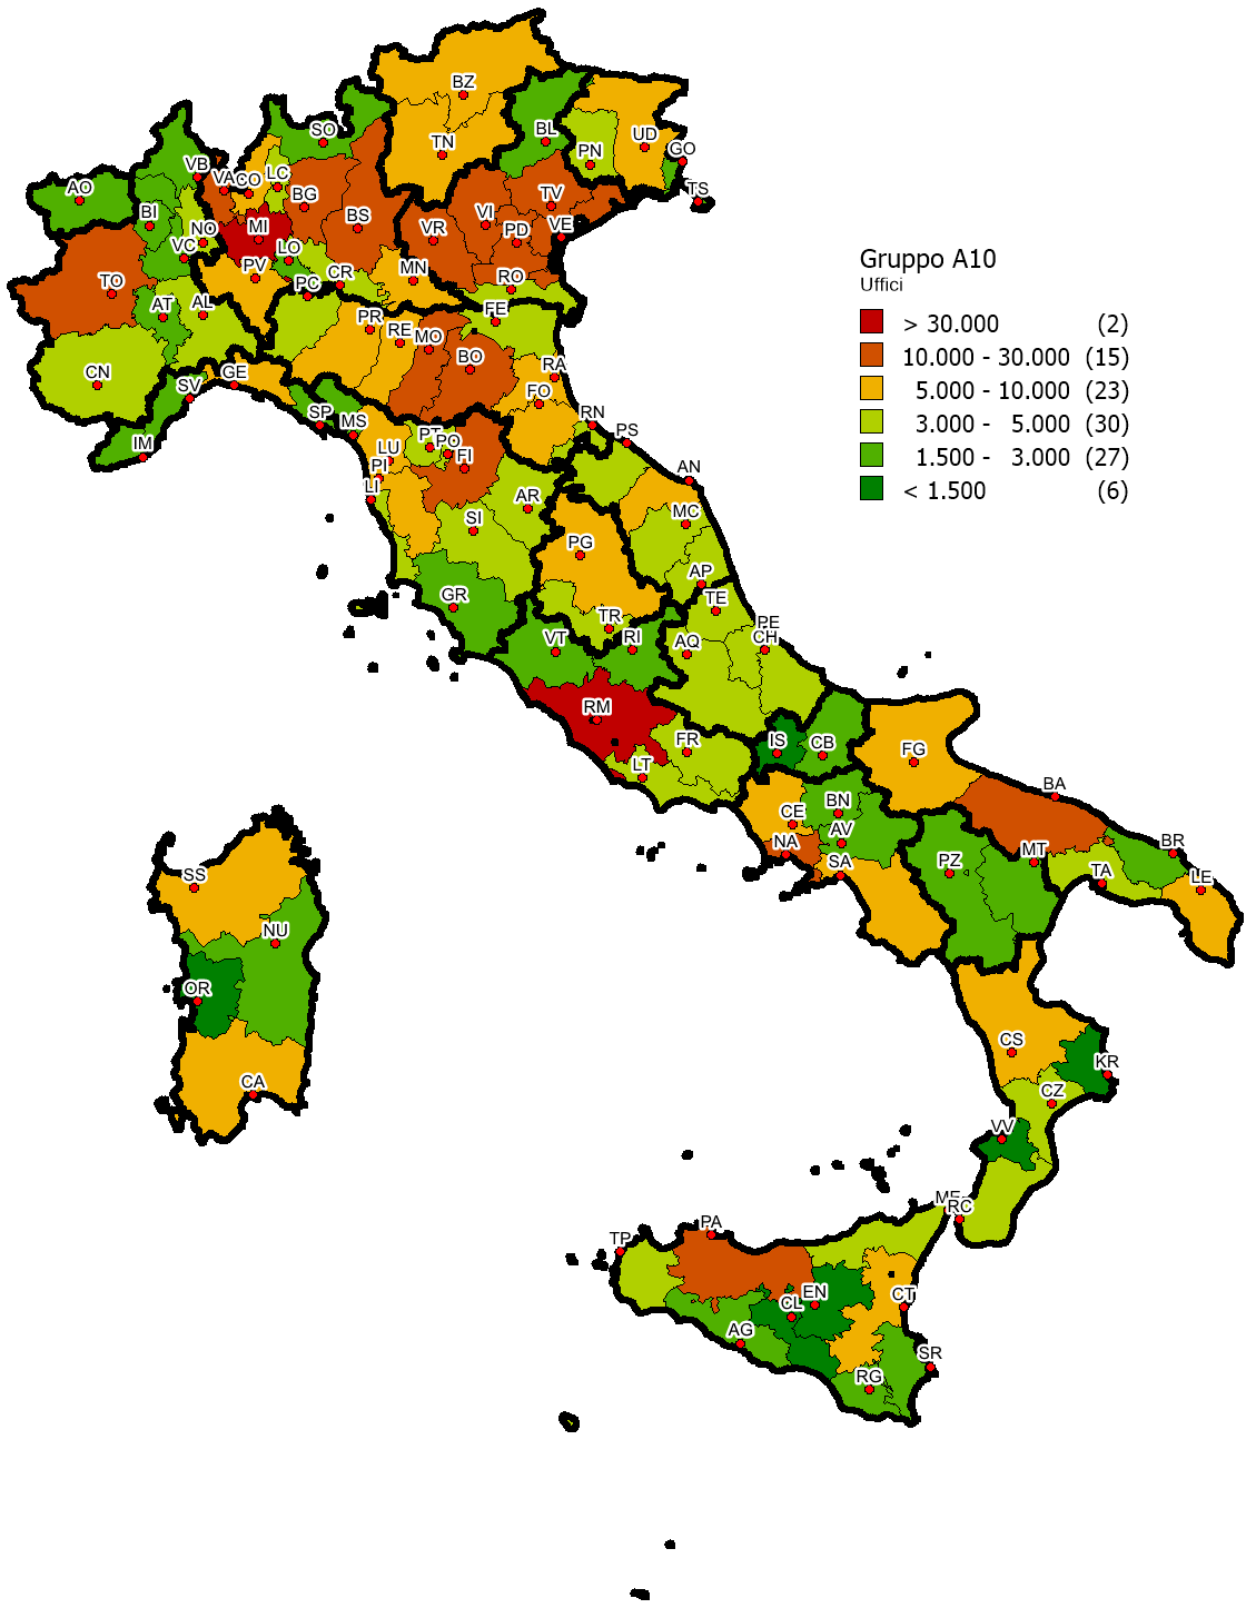 BZ
SO
BL
UD
TN
PN
GO
VB
VA
CO
LC
AO
BG
TV
TS
BI
BS
VI
NO
MI
VR
PD
VE
VC
LO
PV
PC
CR
MN
RO
TO
AT
AL
FE
PR
RE
MO
BO
RA
CN
SV
GE
FO
SP
MS
RN
PS
IM
PT
PO
LU
FI
PI
LI
AN
AR
SI
MC
PG
AP
GR
TE
TR
PE
VT
RI
AQ
CH
RM
FR
IS
CB
LT
FG
BA
CE
BN
NA
AV
BR
SA
PZ
MT
TA
LE
SS
NU
OR
CA
CS
KR
CZ
VV
ME
RC
PA
TP
EN
CL
CT
AG
SR
RG
Gruppo A10
Uffici
> 30.000 (2)
10.000 - 30.000 (15)
5.000 - 10.000 (23)
3.000 - 5.000 (30)
1.500 - 3.000 (27)
< 1.500 (6)